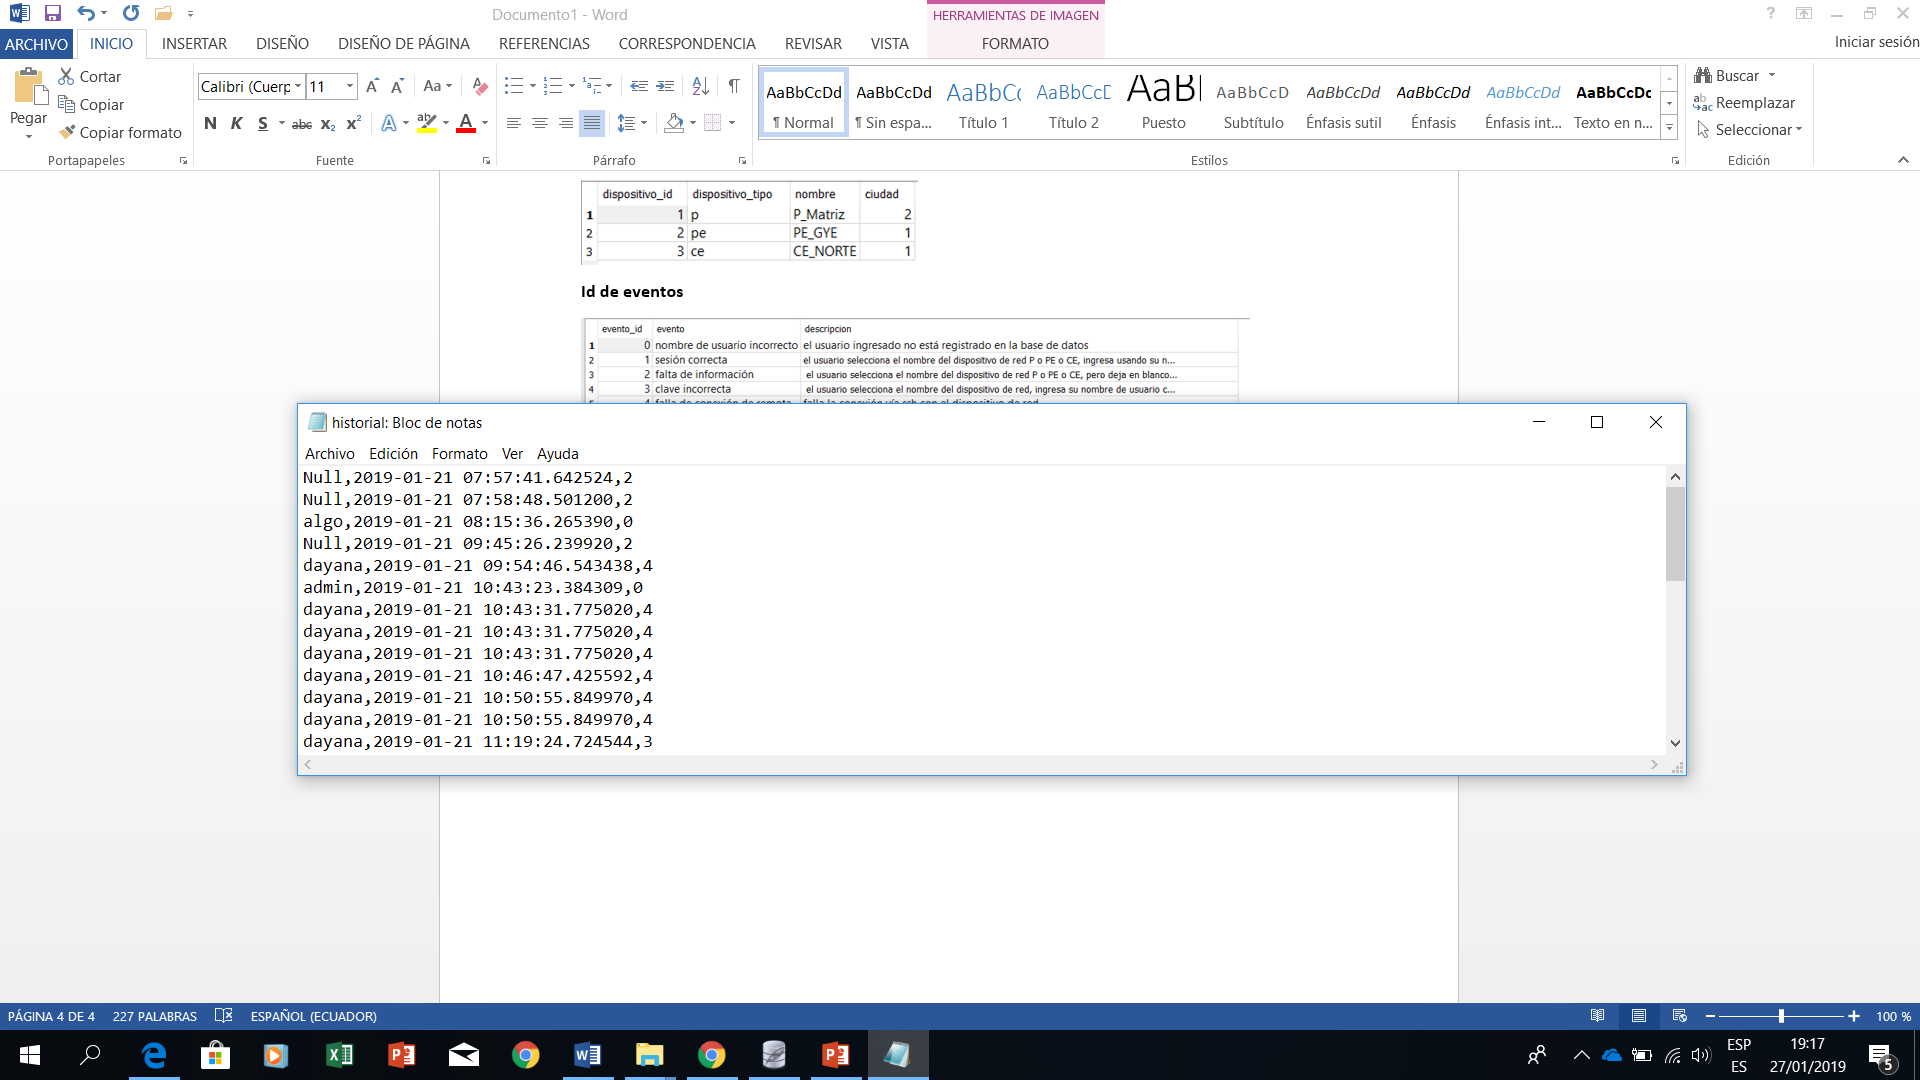 Documento1 - Word
HERRAMIENTAS DE IMAGEN
ARCHIVO INICIO INSERTAR DISEÑO DISEÑO DE PÁGINA REFERENCIAS CORRESPONDENCIA REVISAR VISTA FORMATO Iniciar sesión
Pegar
Cortar
Copiar
Copiar formato
Portapapeles
Calibri (Cuerp 11
Fuente
Párrafo
AaBbCcDd AaBbCcDd AaBbCc AaBbCcD AaB AaBbCcD AaBbCcDd AaBbCcDd AaBbCcDd AaBbCcDc
¶ Normal ¶ Sin espa... Título 1 Título 2 Puesto Subtítulo Énfasis sutil Énfasis Énfasis int... Texto en n...
Estilos
Buscar
Reemplazar
Seleccionar
Edición
dispositivo_id dispositivo_tipo nombre ciudad
1 1 p P_Matriz 2
2 2 pe PE_GYE 1
3 3 ce CE_NORTE 1
Id de eventos
evento_id evento descripcion
1 0 nombre de usuario incorrecto el usuario ingresado no está registrado en la base de datos
2 1 sesión correcta el usuario selecciona el nombre del dispositivo de red P o PE o CE, ingresa usando su n...
3 2 falta de información el usuario selecciona el nombre del dispositivo de red P o PE o CE, pero deja en blanco...
4 3 clave incorrecta el usuario selecciona el nombre del dispositivo de red, ingresa su nombre de usuario c...
historial: Bloc de notas
Archivo Edición Formato Ver Ayuda
Null,2019-01-21 07:57:41.642524,2
Null,2019-01-21 07:58:48.501200,2
algo,2019-01-21 08:15:36.265390,0
Null,2019-01-21 09:45:26.239920,2
dayana,2019-01-21 09:54:46.543438,4
admin,2019-01-21 10:43:23.384309,0
dayana,2019-01-21 10:43:31.775020,4
dayana,2019-01-21 10:43:31.775020,4
dayana,2019-01-21 10:43:31.775020,4
dayana,2019-01-21 10:46:47.425592,4
dayana,2019-01-21 10:50:55.849970,4
dayana,2019-01-21 10:50:55.849970,4
dayana,2019-01-21 11:19:24.724544,3
PÁGINA 4 DE 4 227 PALABRAS ESPAÑOL (ECUADOR) 100 %
ESP
ES
19:17
27/01/2019
5